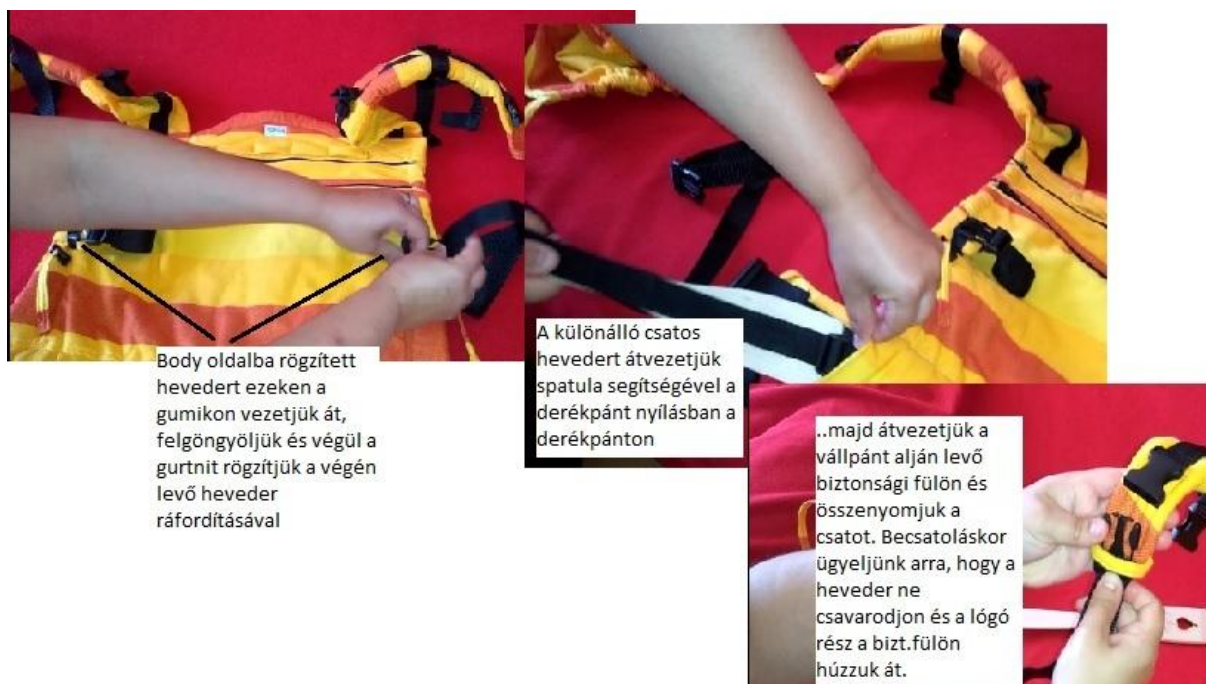 Body oldalba rögzített
hevedert ezeken a
gumikon vezetjük át,
felgöngyöljük és végül a
gurtnit rögzítjük a végén
levő heveder
ráfordításával
A különálló csatos
hevedert átvezetjük
spatula segítségével a
derékpánt nyílásban a
derékpánton
..majd átvezetjük a
vállpánt alján levő
biztonsági fülön és
összenyomjuk a
csatot. Becsatoláskor
ügyeljünk arra, hogy a
heveder ne
csavarodjon és a lógó
rész a bizt.fülön
húzzuk át.